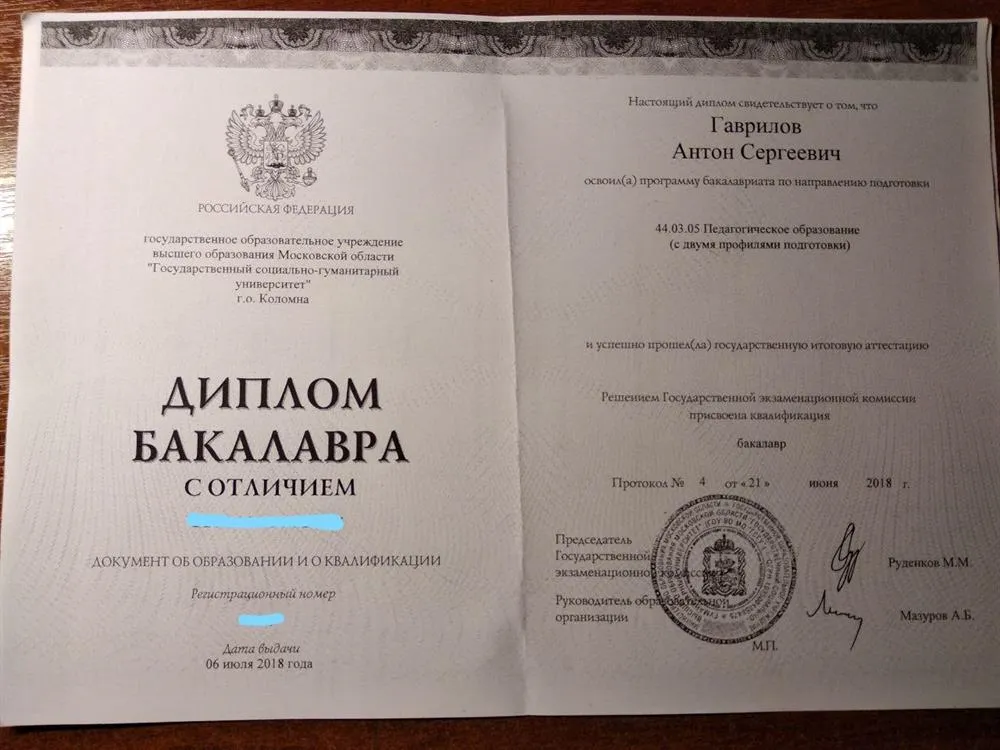 РОССИЙСКАЯ ФЕДЕРАЦИЯ
государственное образовательное учреждение
высшего образования Московской области
"Государственный социально-гуманитарный
университет"
г.о. Коломна
ДИПЛОМ
БАКАЛАВРА
С ОТЛИЧИЕМ
ДОКУМЕНТ ОБ ОБРАЗОВАНИИ И О КВАЛИФИКАЦИИ
Регистрационный номер
Дата выдачи
06 июля 2018 года
Настоящий диплом свидетельствует о том, что
Гаврилов
Антон Сергеевич
освоил(а) программу бакалавриата по направлению подготовки
44.03.05 Педагогическое образование
(с двумя профилями подготовки)
и успешно прошел(ла) государственную итоговую аттестацию
Решением Государственной экзаменационной комиссии
присвоена квалификация
бакалавр
Протокол № 4 от « 21 » июня 2018 г.
Председатель
Государственной
экзаменационной комиссии
Руденков М.М.
Руководитель образовательной
организации
Мазуров А.Б.
М.П.